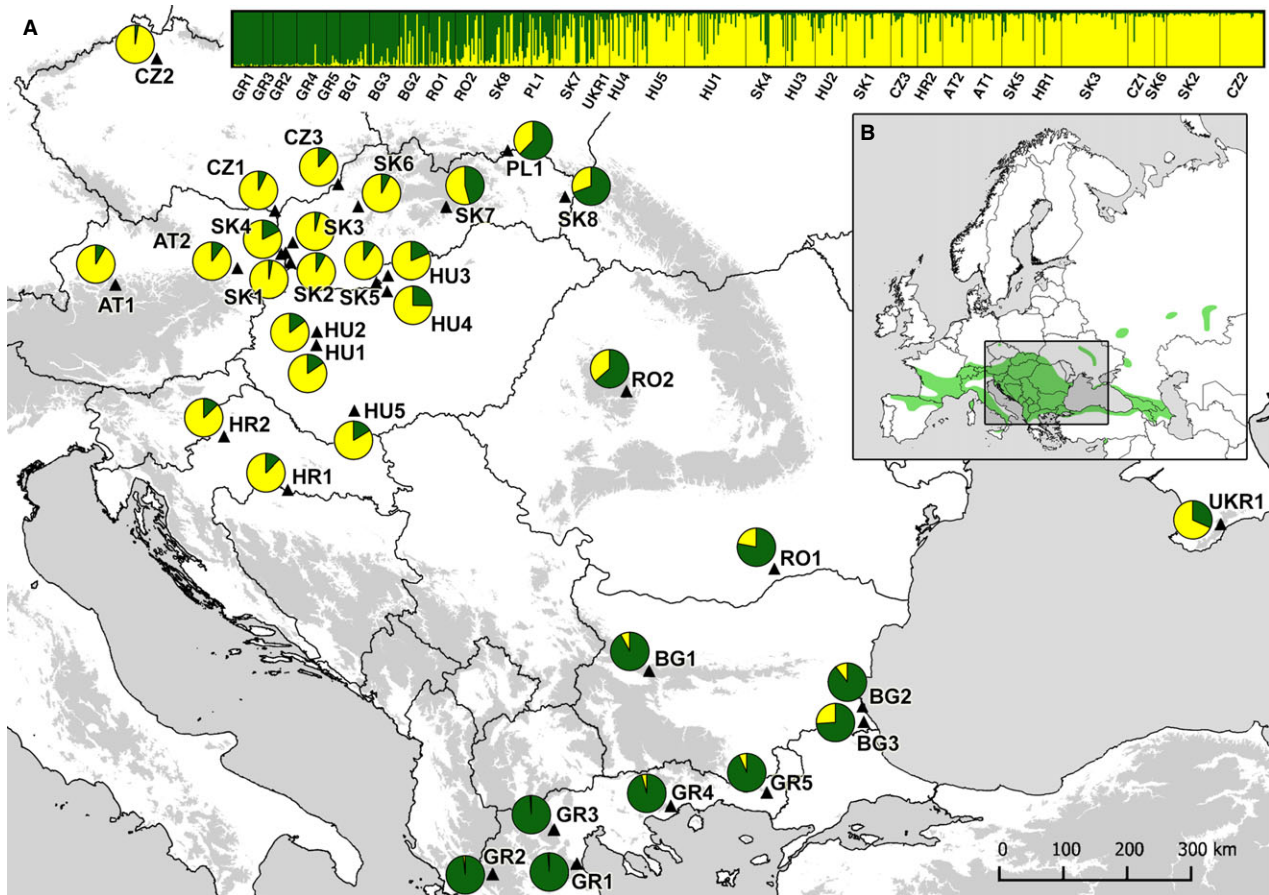 A
GR1 GR3 GR2 GR4 GR5 BG1 BG3 BG2 RO1 RO2 SK8 PL1 SK7 UKR1 HU4 HU5 HU1 SK4 HU3 HU2 SK1 CZ3 HR2 AT2 AT1 SK5 HR1 SK3 CZ1 SK6 SK2 CZ2
CZ2
B
CZ3
PL1
SK6
CZ1
SK7
SK8
SK4
SK3
AT2
HU3
AT1
SK1
SK2
SK5
HU4
HU2
HU1
RO2
HU5
HR2
HR1
UKR1
RO1
BG1
BG2
BG3
GR5
GR4
GR3
GR2
GR1
0 100 200 300 km